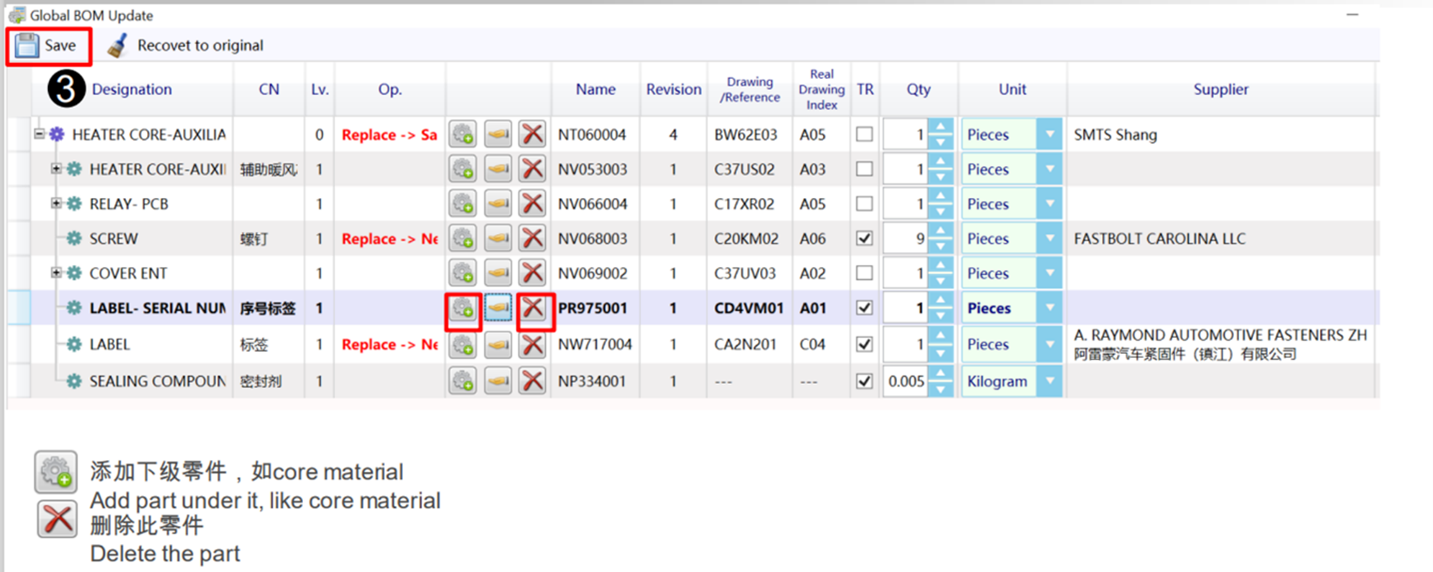 Global BOM Update
Save Recovet to original
3 Designation CN Lv. Op. Name Revision Drawing /Reference Real Drawing Index TR Qty Unit Supplier
HEATER CORE-AUXILIA 0 Replace -> Sa NT060004 4 BW62E03 A05 1 Pieces SMTS Shang
HEATER CORE-AUXI 辅助暖风 1 NV053003 1 C37US02 A03 1 Pieces
RELAY- PCB 1 NV066004 1 C17XR02 A05 1 Pieces
SCREW 螺钉 1 Replace -> Ne NV068003 1 C20KM02 A06 9 Pieces FASTBOLT CAROLINA LLC
COVER ENT 1 NV069002 1 C37UV03 A02 1 Pieces
LABEL- SERIAL NUM 序号标签 1 PR975001 1 CD4VM01 A01 1 Pieces
LABEL 标签 1 Replace -> Ne NW717004 1 CA2N201 C04 1 Pieces A. RAYMOND AUTOMOTIVE FASTENERS ZH
阿雷蒙汽车紧固件（镇江）有限公司
SEALING COMPOUN 密封剂 1 NP334001 1 --- --- 0.005 Kilogram
添加下级零件，如core material
Add part under it, like core material
删除此零件
Delete the part